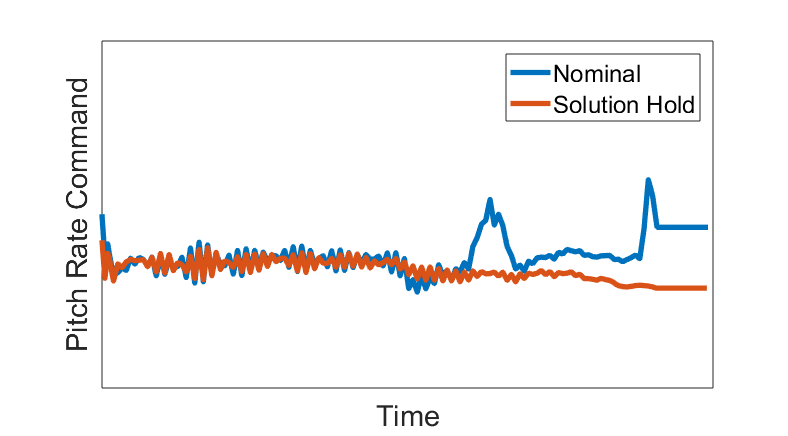 Nominal
Solution Hold
Pitch Rate Command
Time